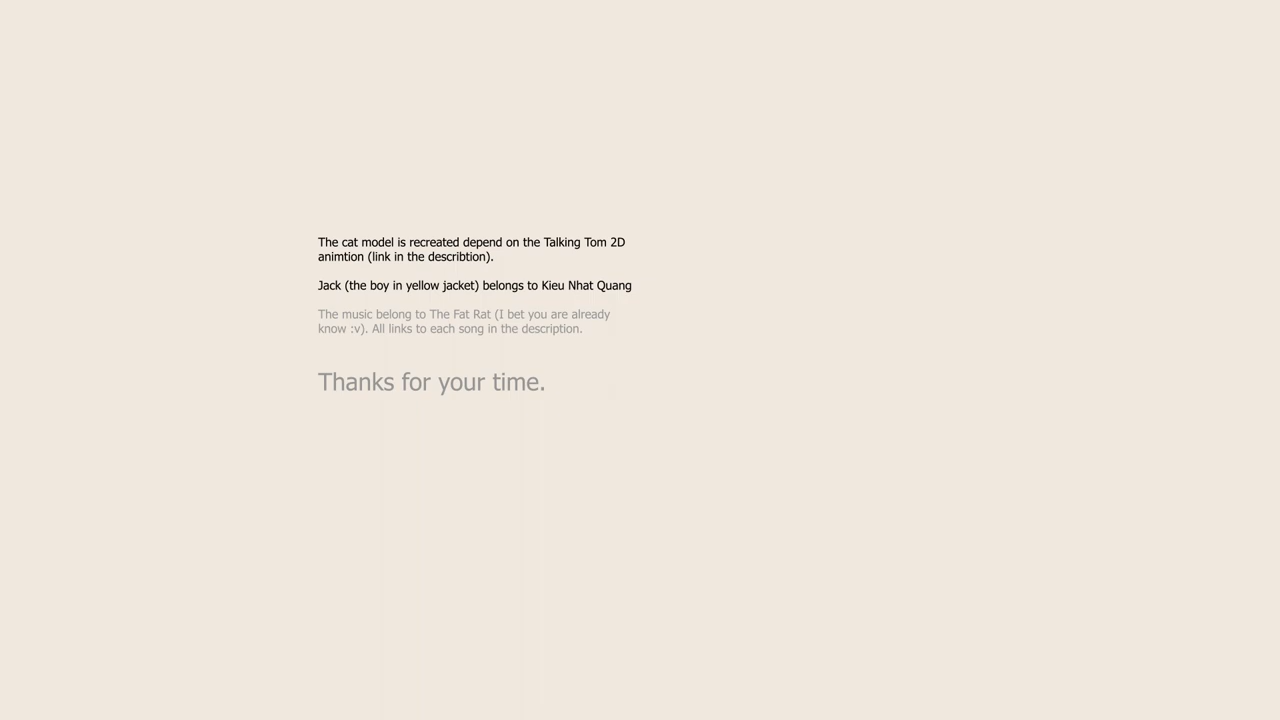 The cat model is recreated depend on the Talking Tom 2D
animtion (link in the describtion).
Jack (the boy in yellow jacket) belongs to Kieu Nhat Quang
The music belong to The Fat Rat (I bet you are already
know :v). All links to each song in the description.
Thanks for your time.